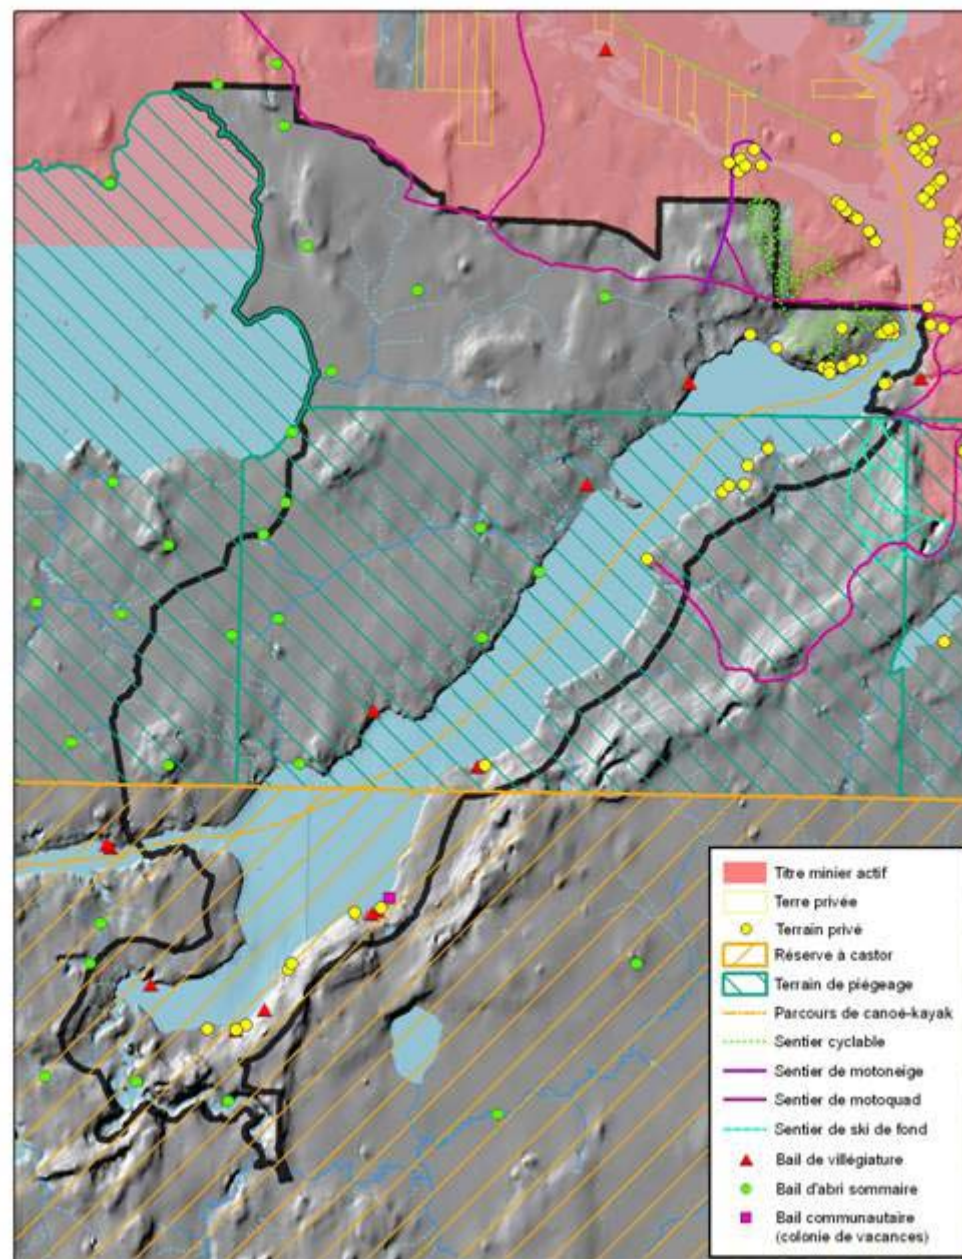 Titre minier actif
Terre privée
Terrain privé
Réserve à castor
Terrain de piégeage
Parcours de canoé-kayak
Sentier cyclable
Sentier de motoneige
Sentier de motoquad
Sentier de ski de fond
Bail de villégiature
Bail d'abri sommaire
Bail communautaire
(colonie de vacances)